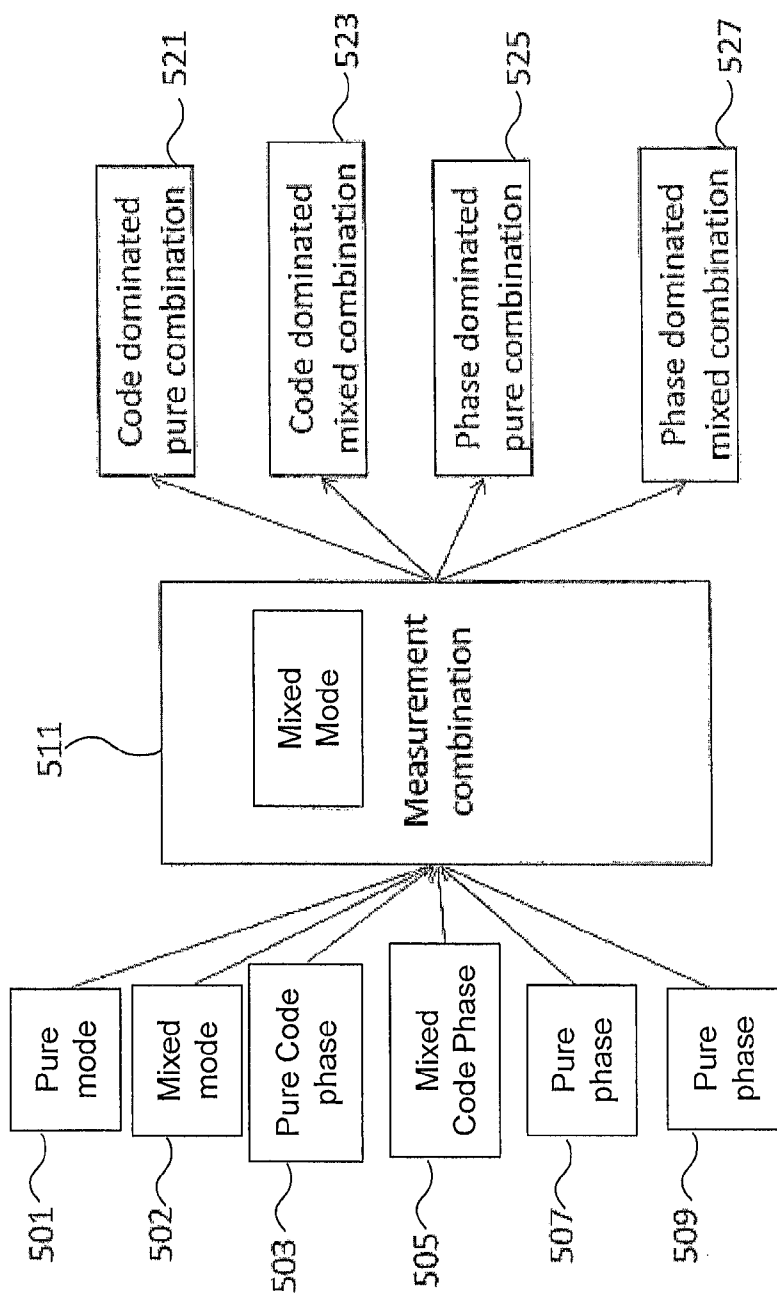 501
Pure
mode
502
Mixed
mode
503
Pure Code
phase
505
Mixed
Code Phase
507
Pure
phase
509
Pure
phase
511
Mixed
Mode
Measurement
combination
Code dominated
pure combination
521
Code dominated
mixed combination
523
Phase dominated
pure combination
525
Phase dominated
mixed combination
527